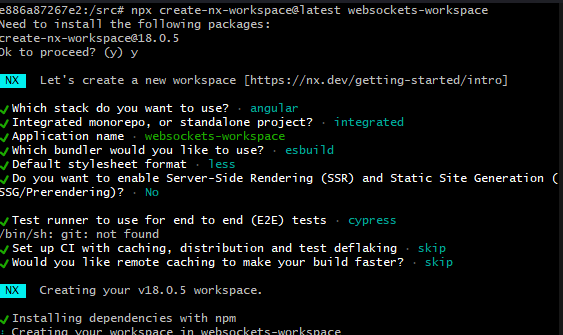 e886a87267e2:/src# npx create-nx-workspace@latest websockets-workspace
Need to install the following packages:
create-nx-workspace@18.0.5
Ok to proceed? (y) y
NX Let's create a new workspace [https://nx.dev/getting-started/intro]
✔ Which stack do you want to use? · angular
✔ Integrated monorepo, or standalone project? · integrated
✔ Application name · websockets-workspace
✔ Which bundler would you like to use? · esbuild
✔ Default stylesheet format · less
✔ Do you want to enable Server-Side Rendering (SSR) and Static Site Generation (
SSG/Prerendering)? · No
✔ Test runner to use for end to end (E2E) tests · cypress
/bin/sh: git: not found
✔ Set up CI with caching, distribution and test deflaking · skip
✔ Would you like remote caching to make your build faster? · skip
NX Creating your v18.0.5 workspace.
✔ Installing dependencies with npm
Creating your workspace in websockets-workspace